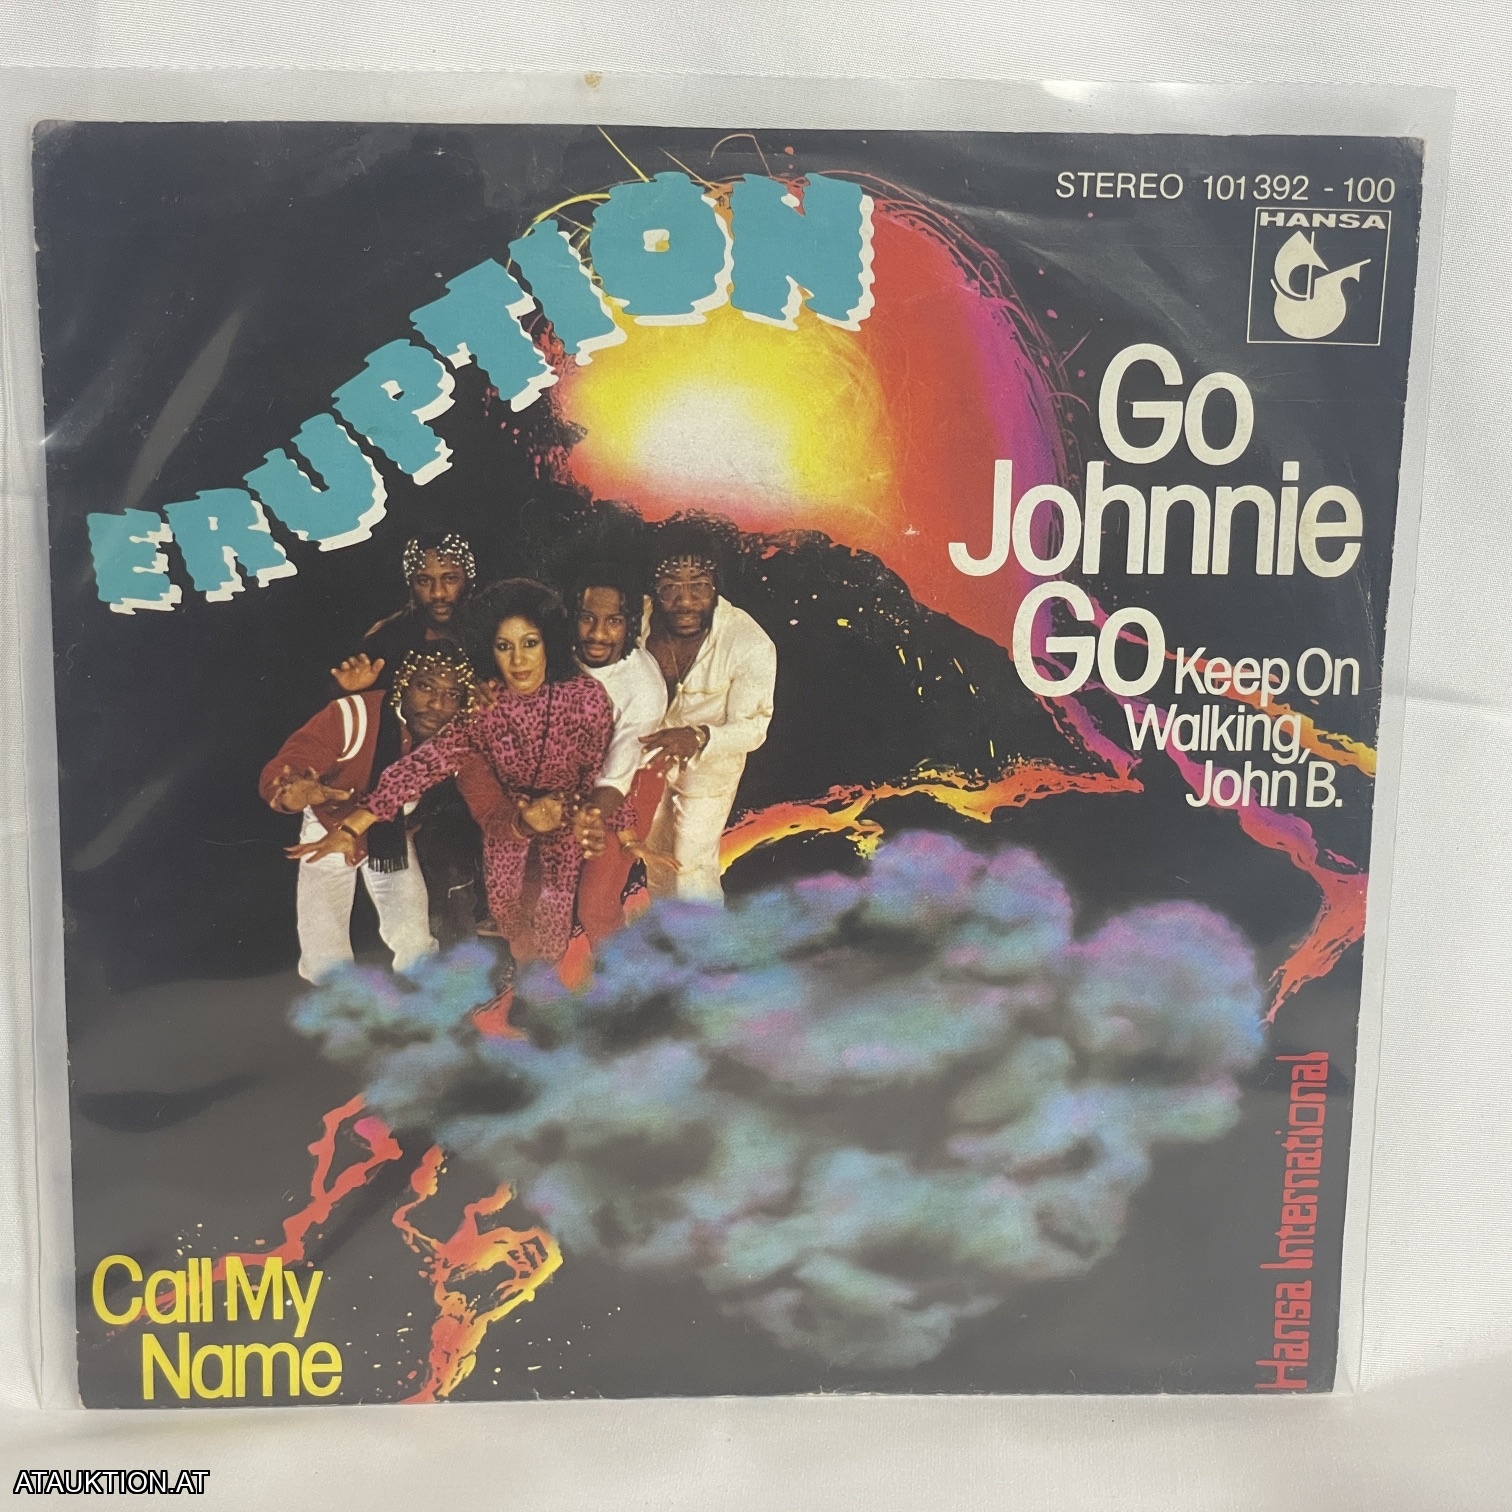 STEREO 101 392 - 100
HANSA
ERUPTION
Go
Johnnie
Go Keep On
Walking,
John B.
Hansa International
Call My
Name
ATAUKTION.AT